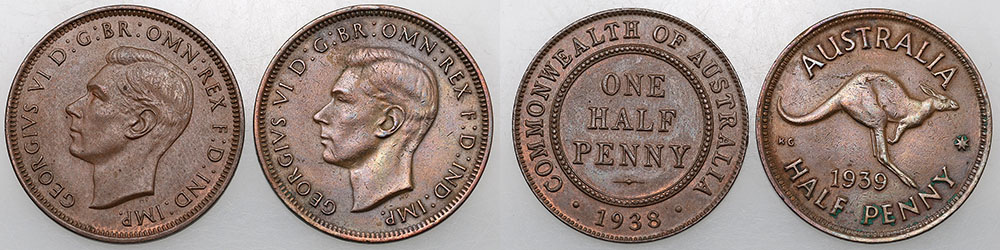 GEORGIVS VI D:G:BR:OMN:REX F:D:IND:IMP.
GEORGIVS VI D:G:BR:OMN:REX F:D:IND:IMP.
COMMONWEALTH OF AUSTRALIA
ONE
HALF
PENNY
· 1938 ·
AUSTRALIA
KG
1939
HALF PENNY